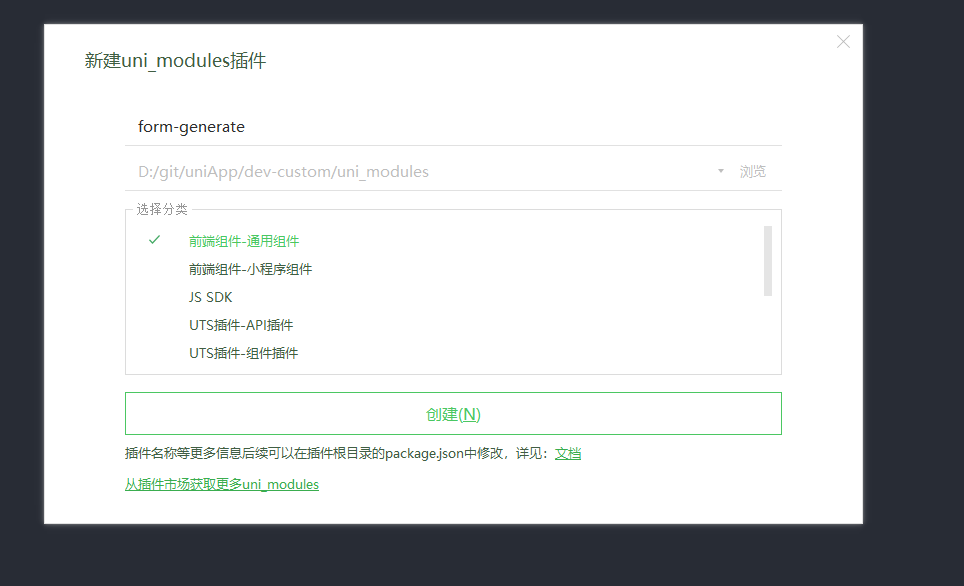 新建uni_modules插件
form-generate
D:/git/uniApp/dev-custom/uni_modules 浏览
选择分类
前端组件-通用组件
前端组件-小程序组件
JS SDK
UTS插件-API插件
UTS插件-组件插件
创建(N)
插件名称等更多信息后续可以在插件根目录的package.json中修改，详见：文档
从插件市场获取更多uni_modules